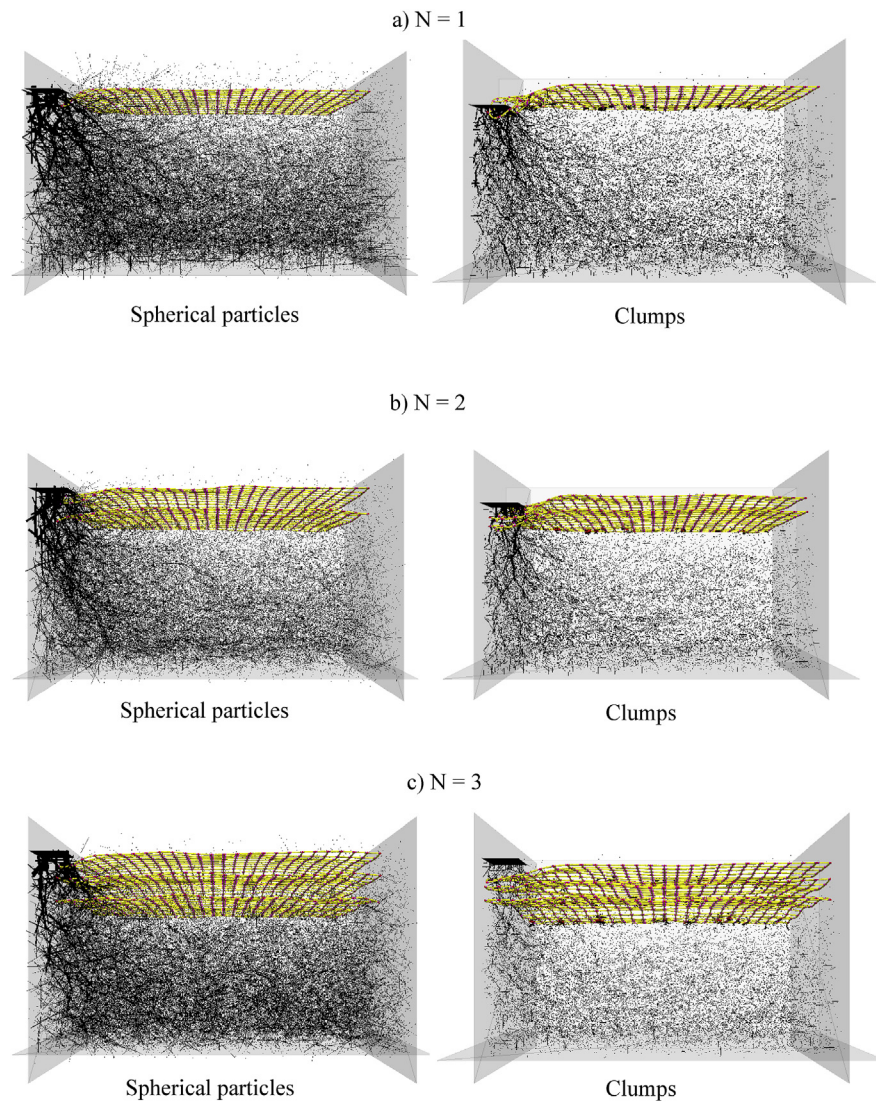 a) N = 1
Spherical particles
Clumps
b) N = 2
Spherical particles
Clumps
c) N = 3
Spherical particles
Clumps